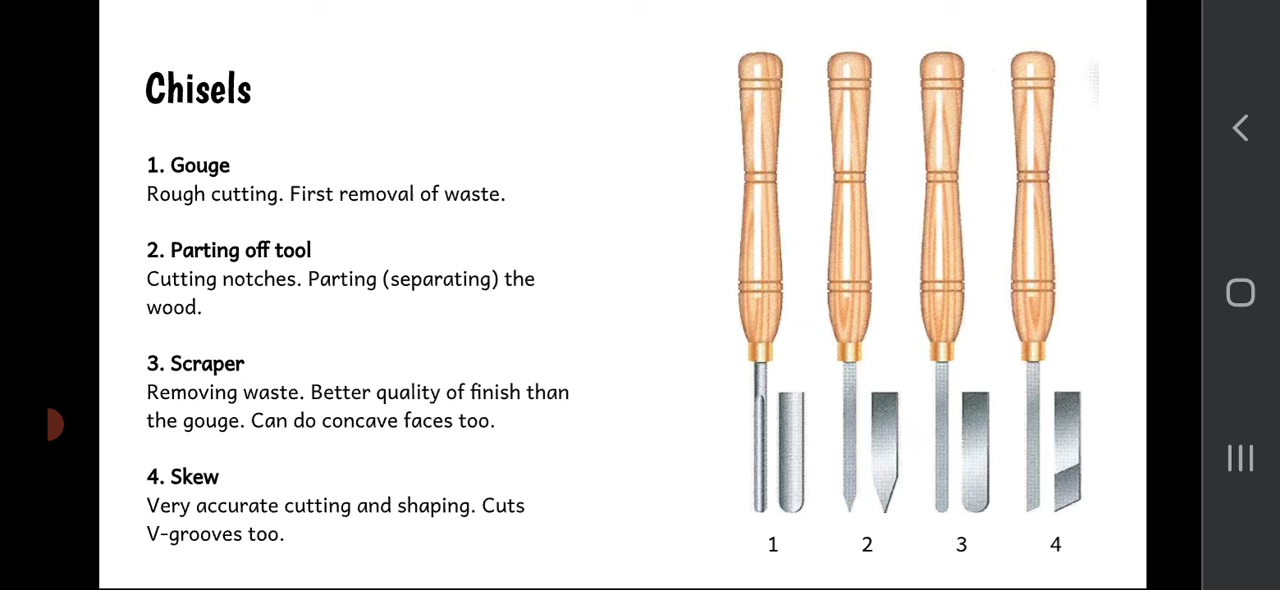 Chisels
1. Gouge
Rough cutting. First removal of waste.
2. Parting off tool
Cutting notches. Parting (separating) the
wood.
3. Scraper
Removing waste. Better quality of finish than
the gouge. Can do concave faces too.
4. Skew
Very accurate cutting and shaping. Cuts
V-grooves too.
1 2 3 4